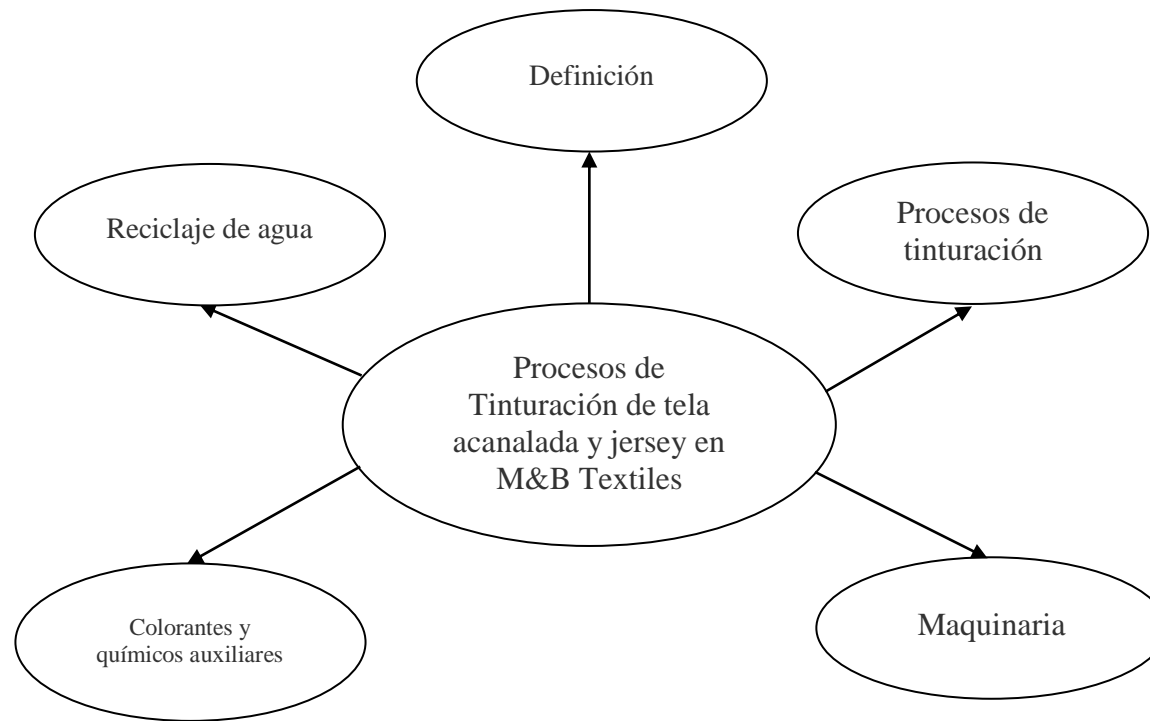 Definición
Reciclaje de agua
Procesos de
tinturación
Procesos de
Tinturación de tela
acanalada y jersey en
M&B Textiles
Colorantes y
químicos auxiliares
Maquinaria